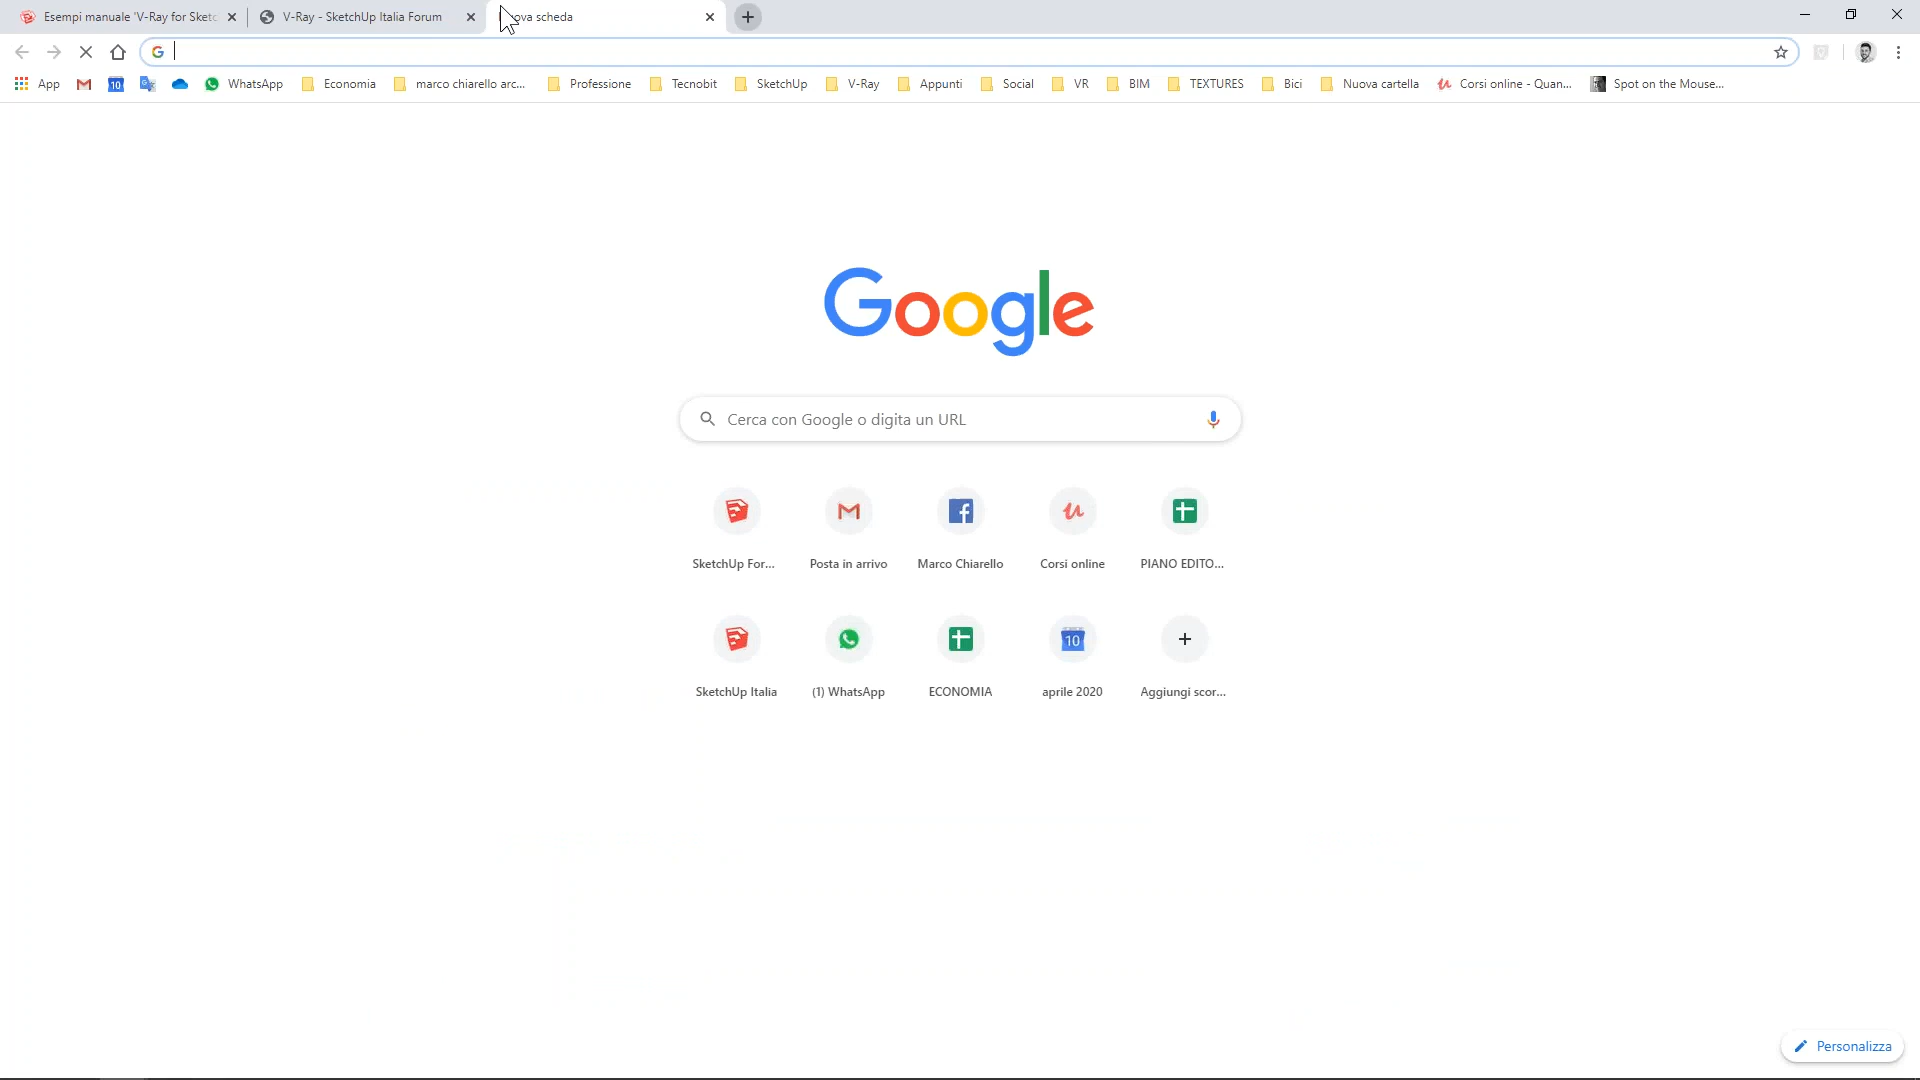 Esempi manuale 'V-Ray for Sketc
V-Ray - SketchUp Italia Forum
ova scheda
App
10
WhatsApp
Economia
marco chiarello arc...
Professione
Tecnobit
SketchUp
V-Ray
Appunti
Social
VR
BIM
TEXTURES
Bici
Nuova cartella
Corsi online - Quan...
Spot on the Mouse...
Google
Cerca con Google o digita un URL
SketchUp For...
Posta in arrivo
Marco Chiarello
Corsi online
PIANO EDITO...
10
SketchUp Italia
(1) WhatsApp
ECONOMIA
aprile 2020
Aggiungi scor...
Personalizza